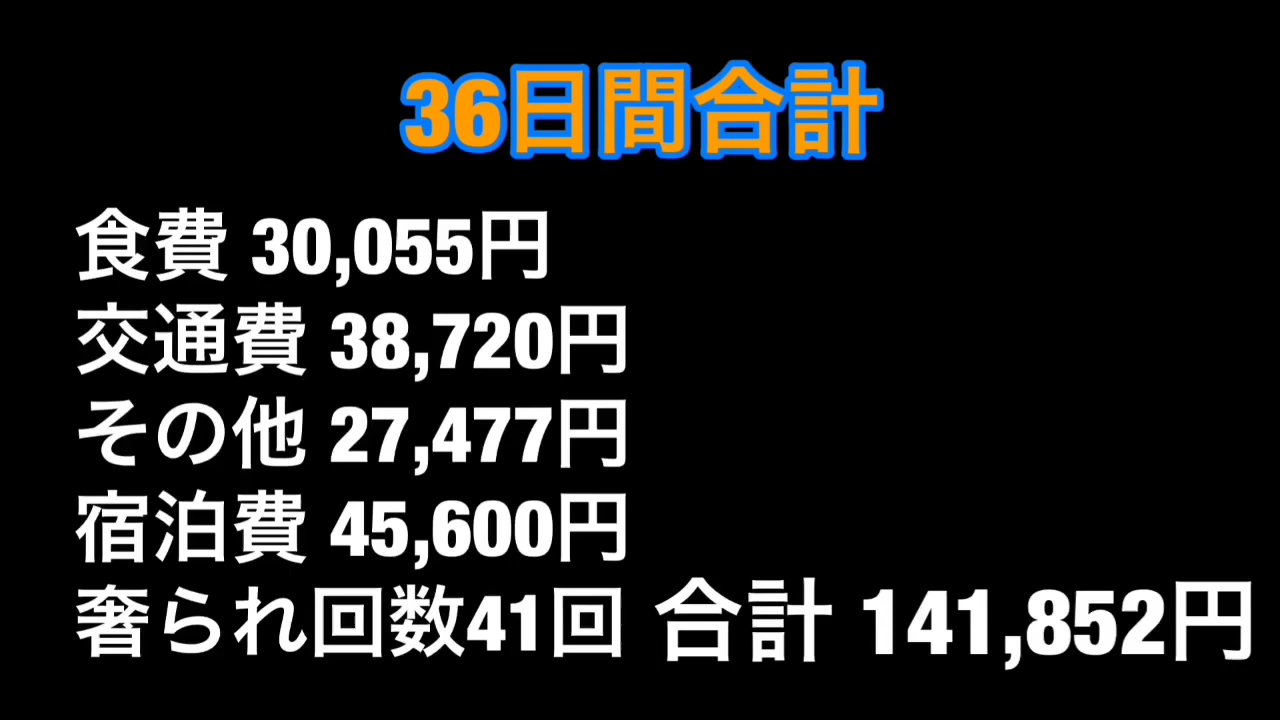 36日間合計
食費 30,055円
交通費 38,720円
その他 27,477円
宿泊費 45,600円
奢られ回数41回 合計 141,852円